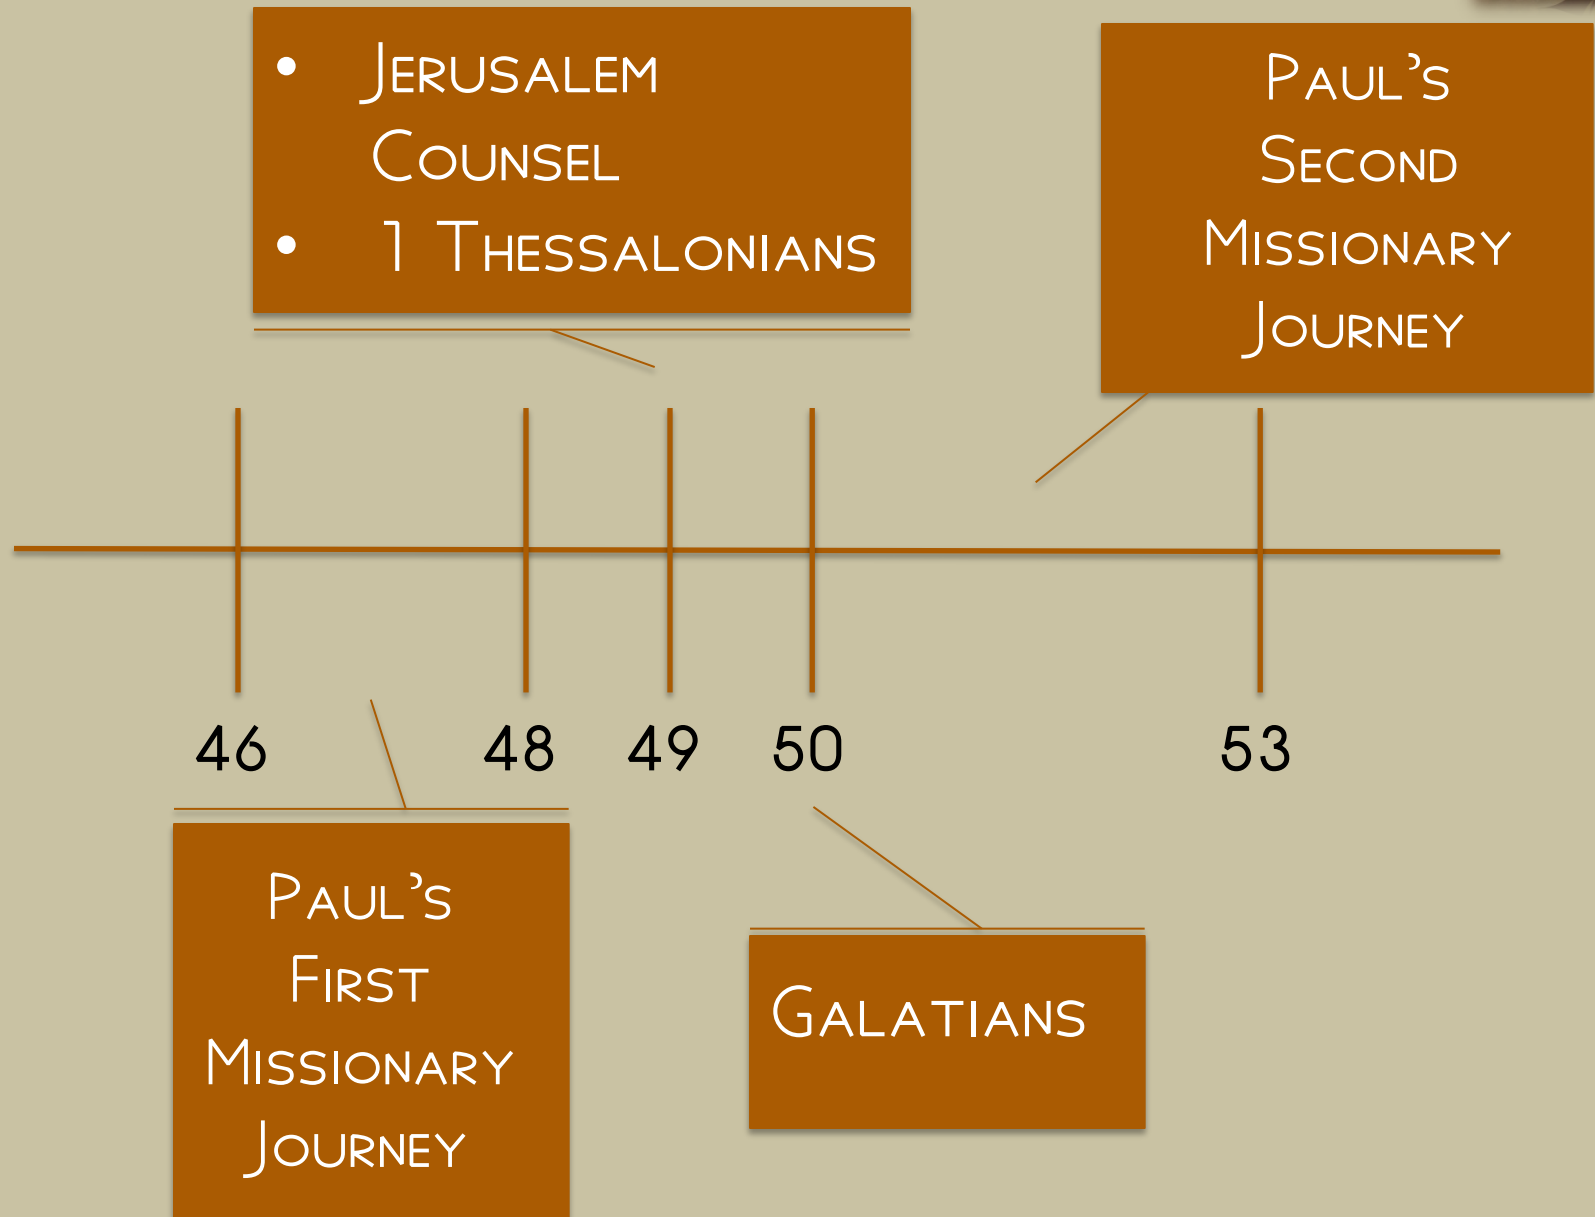 • Jerusalem
Counsel
• 1 Thessalonians
Paul's
Second
Missionary
Journey
46 48 49 50 53
Paul's
First
Missionary
Journey
Galatians